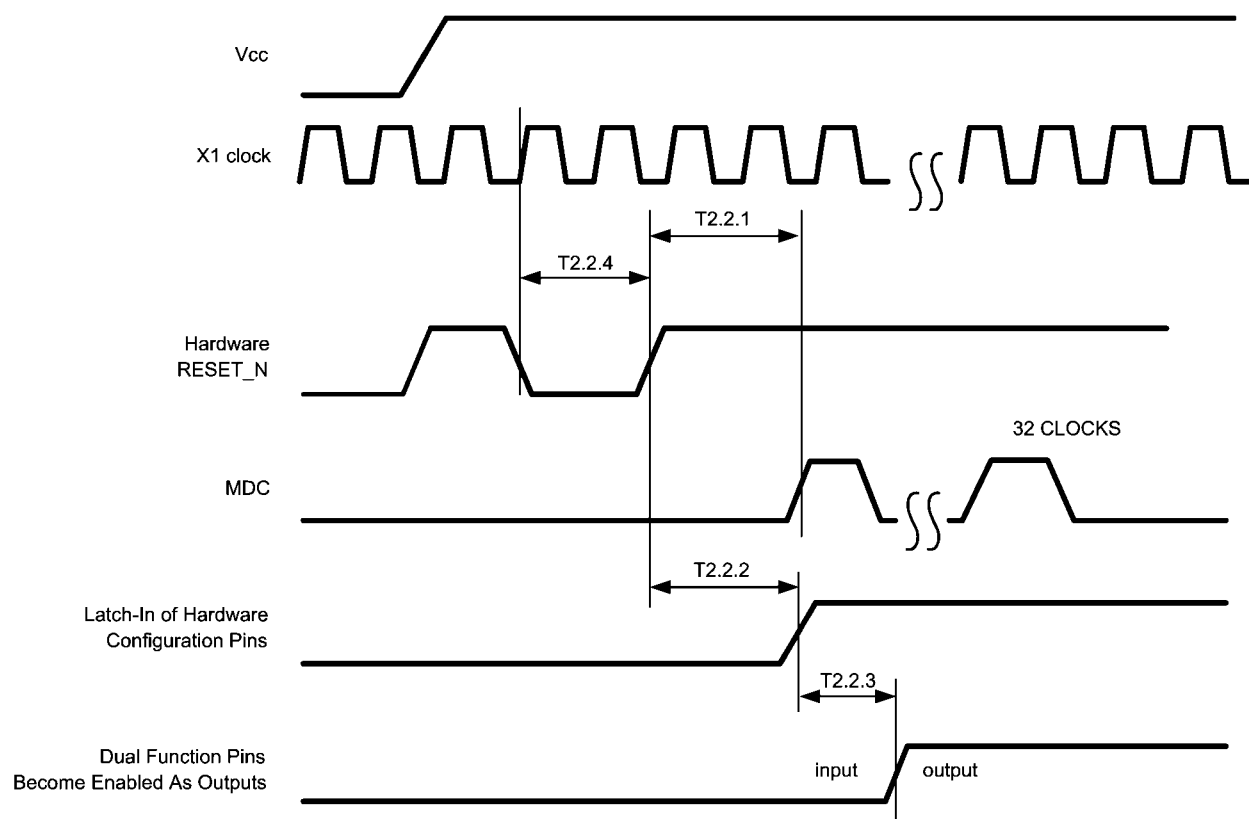 Vcc
X1 clock
T2.2.1
T2.2.4
Hardware
RESET_N
32 CLOCKS
MDC
T2.2.2
Latch-In of Hardware
Configuration Pins
T2.2.3
Dual Function Pins
Become Enabled As Outputs
input
output